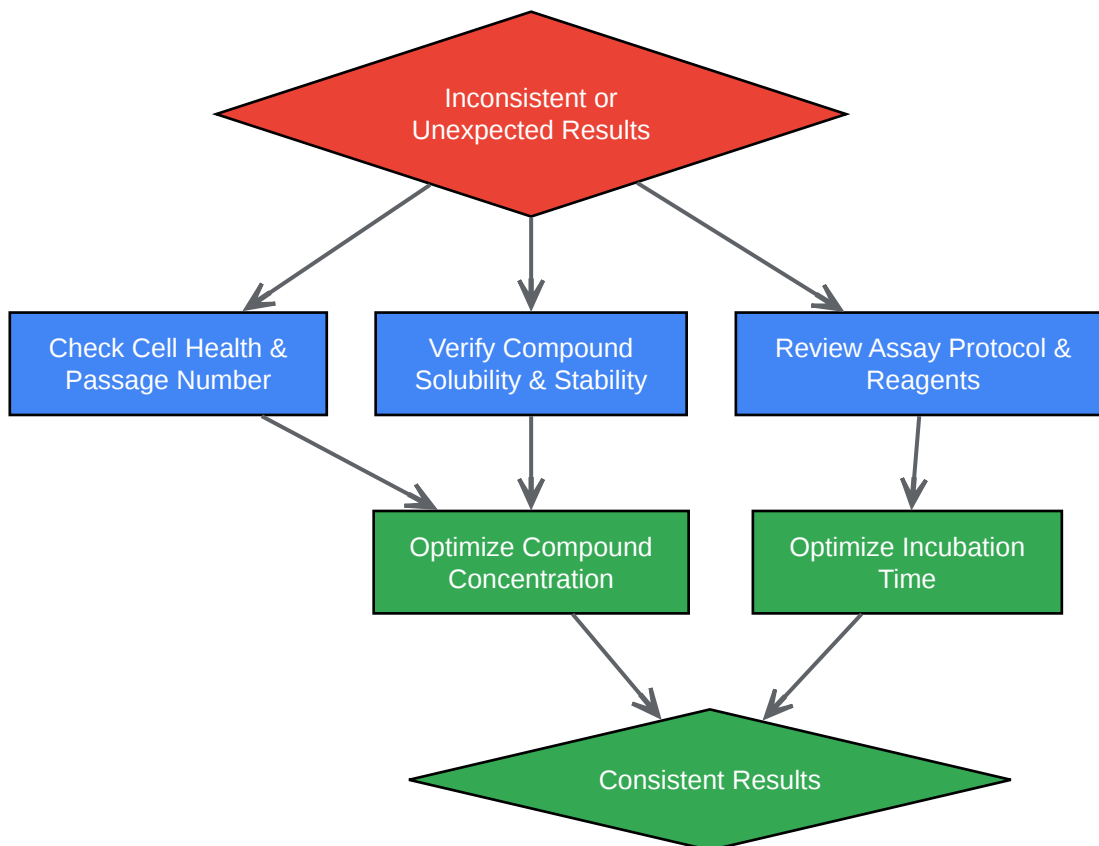 Inconsistent or
Unexpected Results
Check Cell Health &
Passage Number
Verify Compound
Solubility & Stability
Review Assay Protocol &
Reagents
Optimize Compound
Concentration
Optimize Incubation
Time
Consistent Results